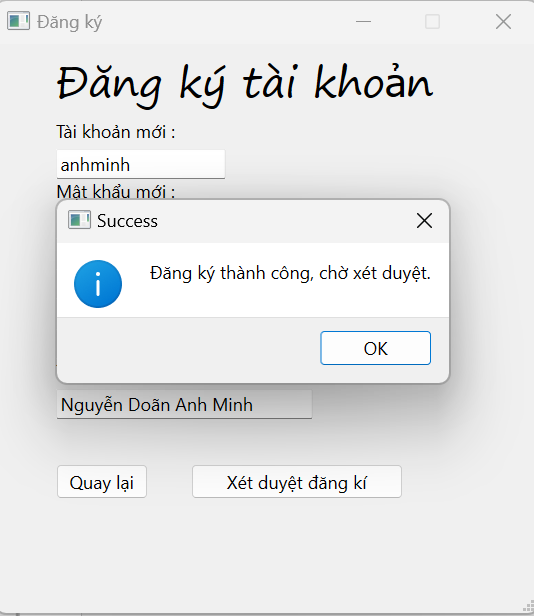 Đăng ký
Đăng ký tài khoản
Tài khoản mới :
anhminh
Mật khẩu mới :
Success
Đăng ký thành công, chờ xét duyệt.
OK
Nguyễn Doãn Anh Minh
Quay lại
Xét duyệt đăng kí